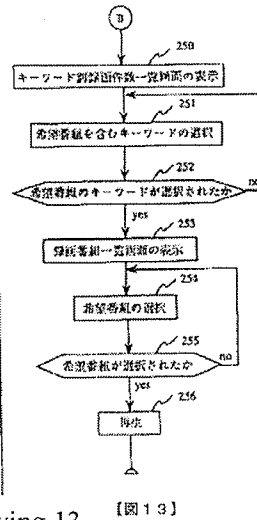 B
250
キーワード別録画件数一覧画面の表示
251
希望番組を含むキーワードの選択
252
希望番組のキーワードが選択されたか
no
yes
253
録画番組一覧画面の表示
254
希望番組の選択
255
希望番組が選択されたか
no
yes
256
再生
【図13】